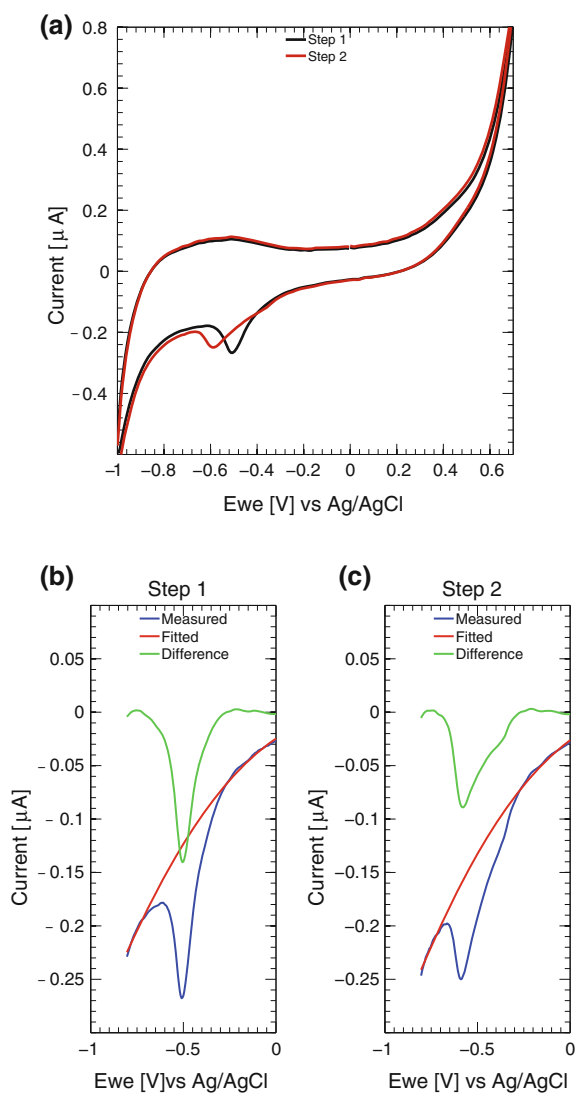 (a)
Step 1
Step 2
0.8
0.6
0.4
0.2
0
−0.2
−0.4
Current [μ A]
−1
−0.8
−0.6
−0.4
−0.2
0
0.2
0.4
0.6
Ewe [V] vs Ag/AgCl
(b)
Step 1
Measured
Fitted
Difference
0.05
0
−0.05
−0.1
−0.15
−0.2
−0.25
Current [μA]
−1
−0.5
0
Ewe [V]vs Ag/AgCl
(c)
Step 2
Measured
Fitted
Difference
0.05
0
−0.05
−0.1
−0.15
−0.2
−0.25
Current [μA]
−1
−0.5
0
Ewe [V] vs Ag/AgCl